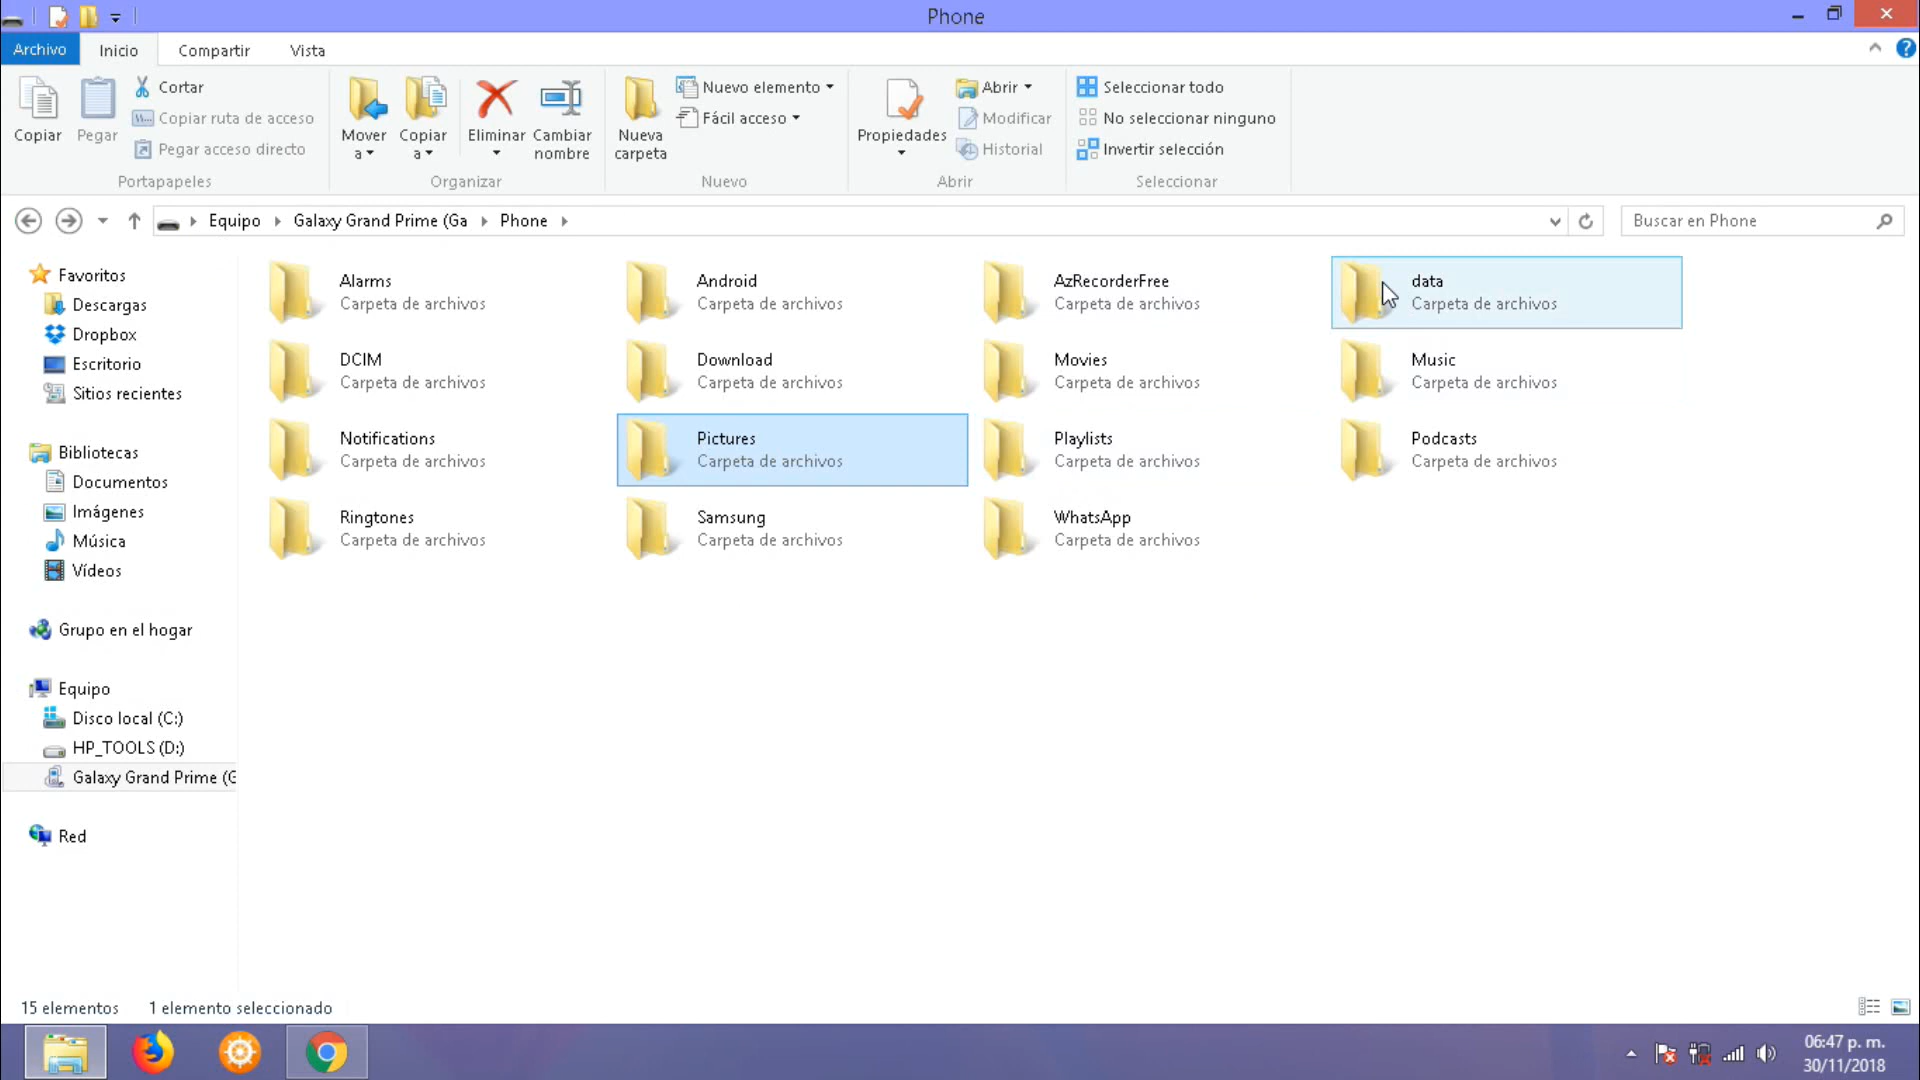 Phone
Archivo
Inicio
Compartir
Vista
Copiar
Pegar
Cortar
Copiar ruta de acceso
Pegar acceso directo
Portapapeles
Mover
a
Copiar
a
Eliminar
Cambiar
nombre
Organizar
Nueva
carpeta
Nuevo elemento
Fácil acceso
Nuevo
Propiedades
Abrir
Modificar
Historial
Abrir
Seleccionar todo
No seleccionar ninguno
Invertir selección
Seleccionar
Equipo
Galaxy Grand Prime (Ga
Phone
Buscar en Phone
Favoritos
Descargas
Dropbox
Escritorio
Sitios recientes
Bibliotecas
Documentos
Imágenes
Música
Vídeos
Grupo en el hogar
Equipo
Disco local (C:)
HP_TOOLS (D:)
Galaxy Grand Prime (G
Red
Alarms
Carpeta de archivos
Android
Carpeta de archivos
AzRecorderFree
Carpeta de archivos
data
Carpeta de archivos
DCIM
Carpeta de archivos
Download
Carpeta de archivos
Movies
Carpeta de archivos
Music
Carpeta de archivos
Notifications
Carpeta de archivos
Pictures
Carpeta de archivos
Playlists
Carpeta de archivos
Podcasts
Carpeta de archivos
Ringtones
Carpeta de archivos
Samsung
Carpeta de archivos
WhatsApp
Carpeta de archivos
15 elementos
1 elemento seleccionado
06:47 p. m.
30/11/2018